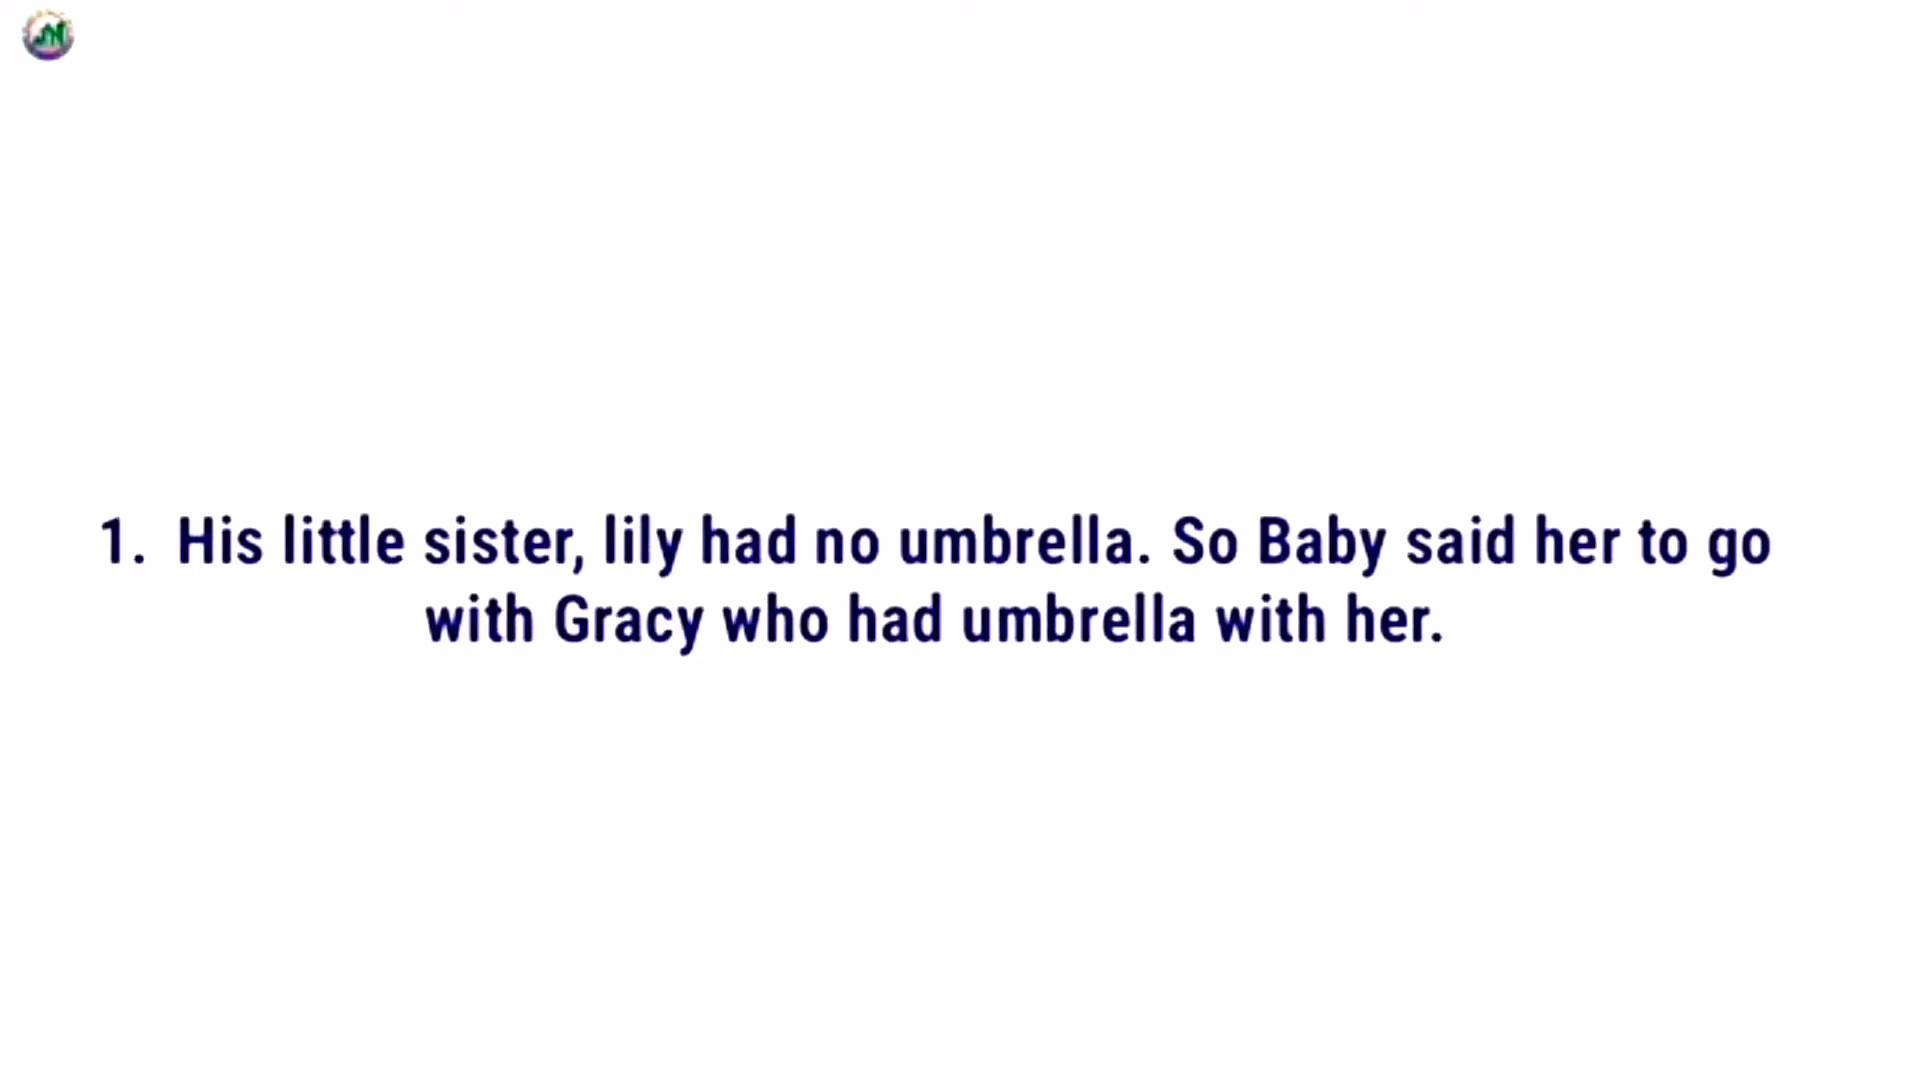 1. His little sister, lily had no umbrella. So Baby said her to go
with Gracy who had umbrella with her.